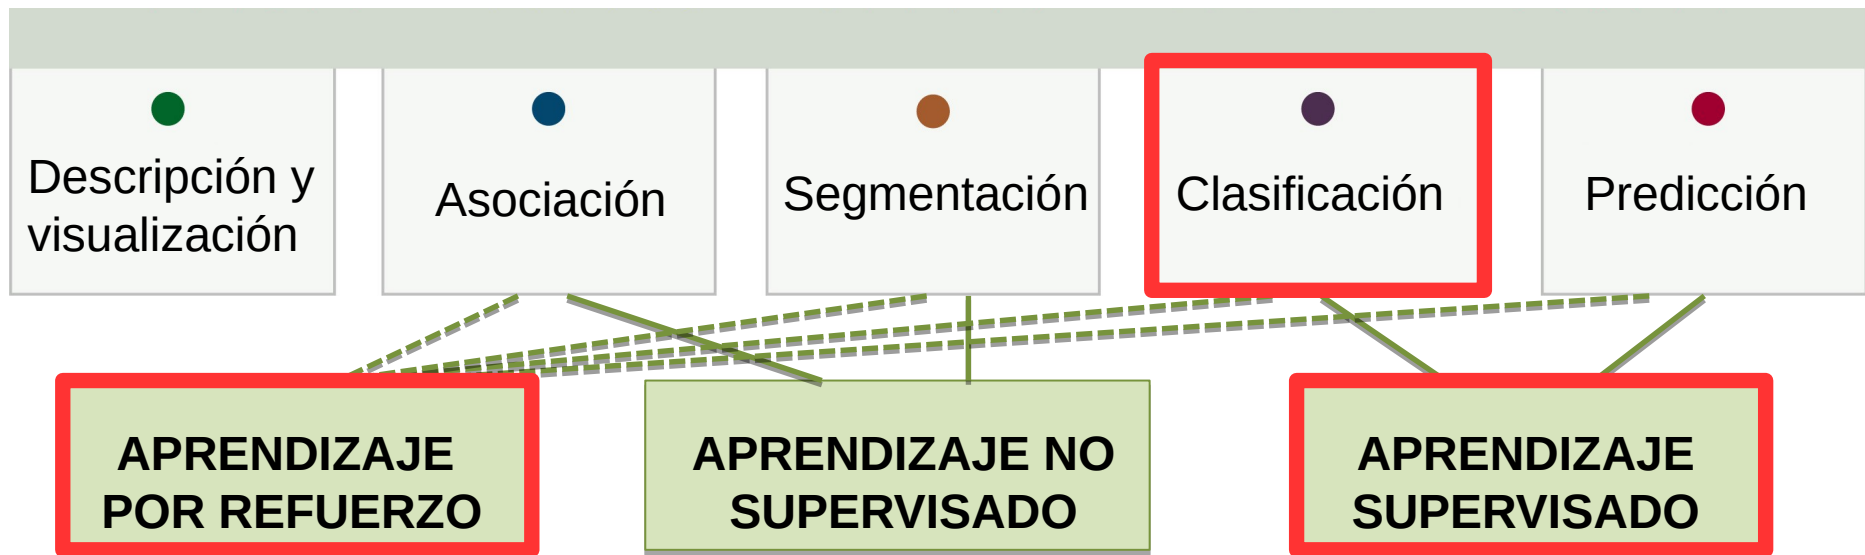 Descripción y
visualización
Asociación
Segmentación
Clasificación
Predicción
APRENDIZAJE
POR REFUERZO
APRENDIZAJE NO
SUPERVISADO
APRENDIZAJE
SUPERVISADO